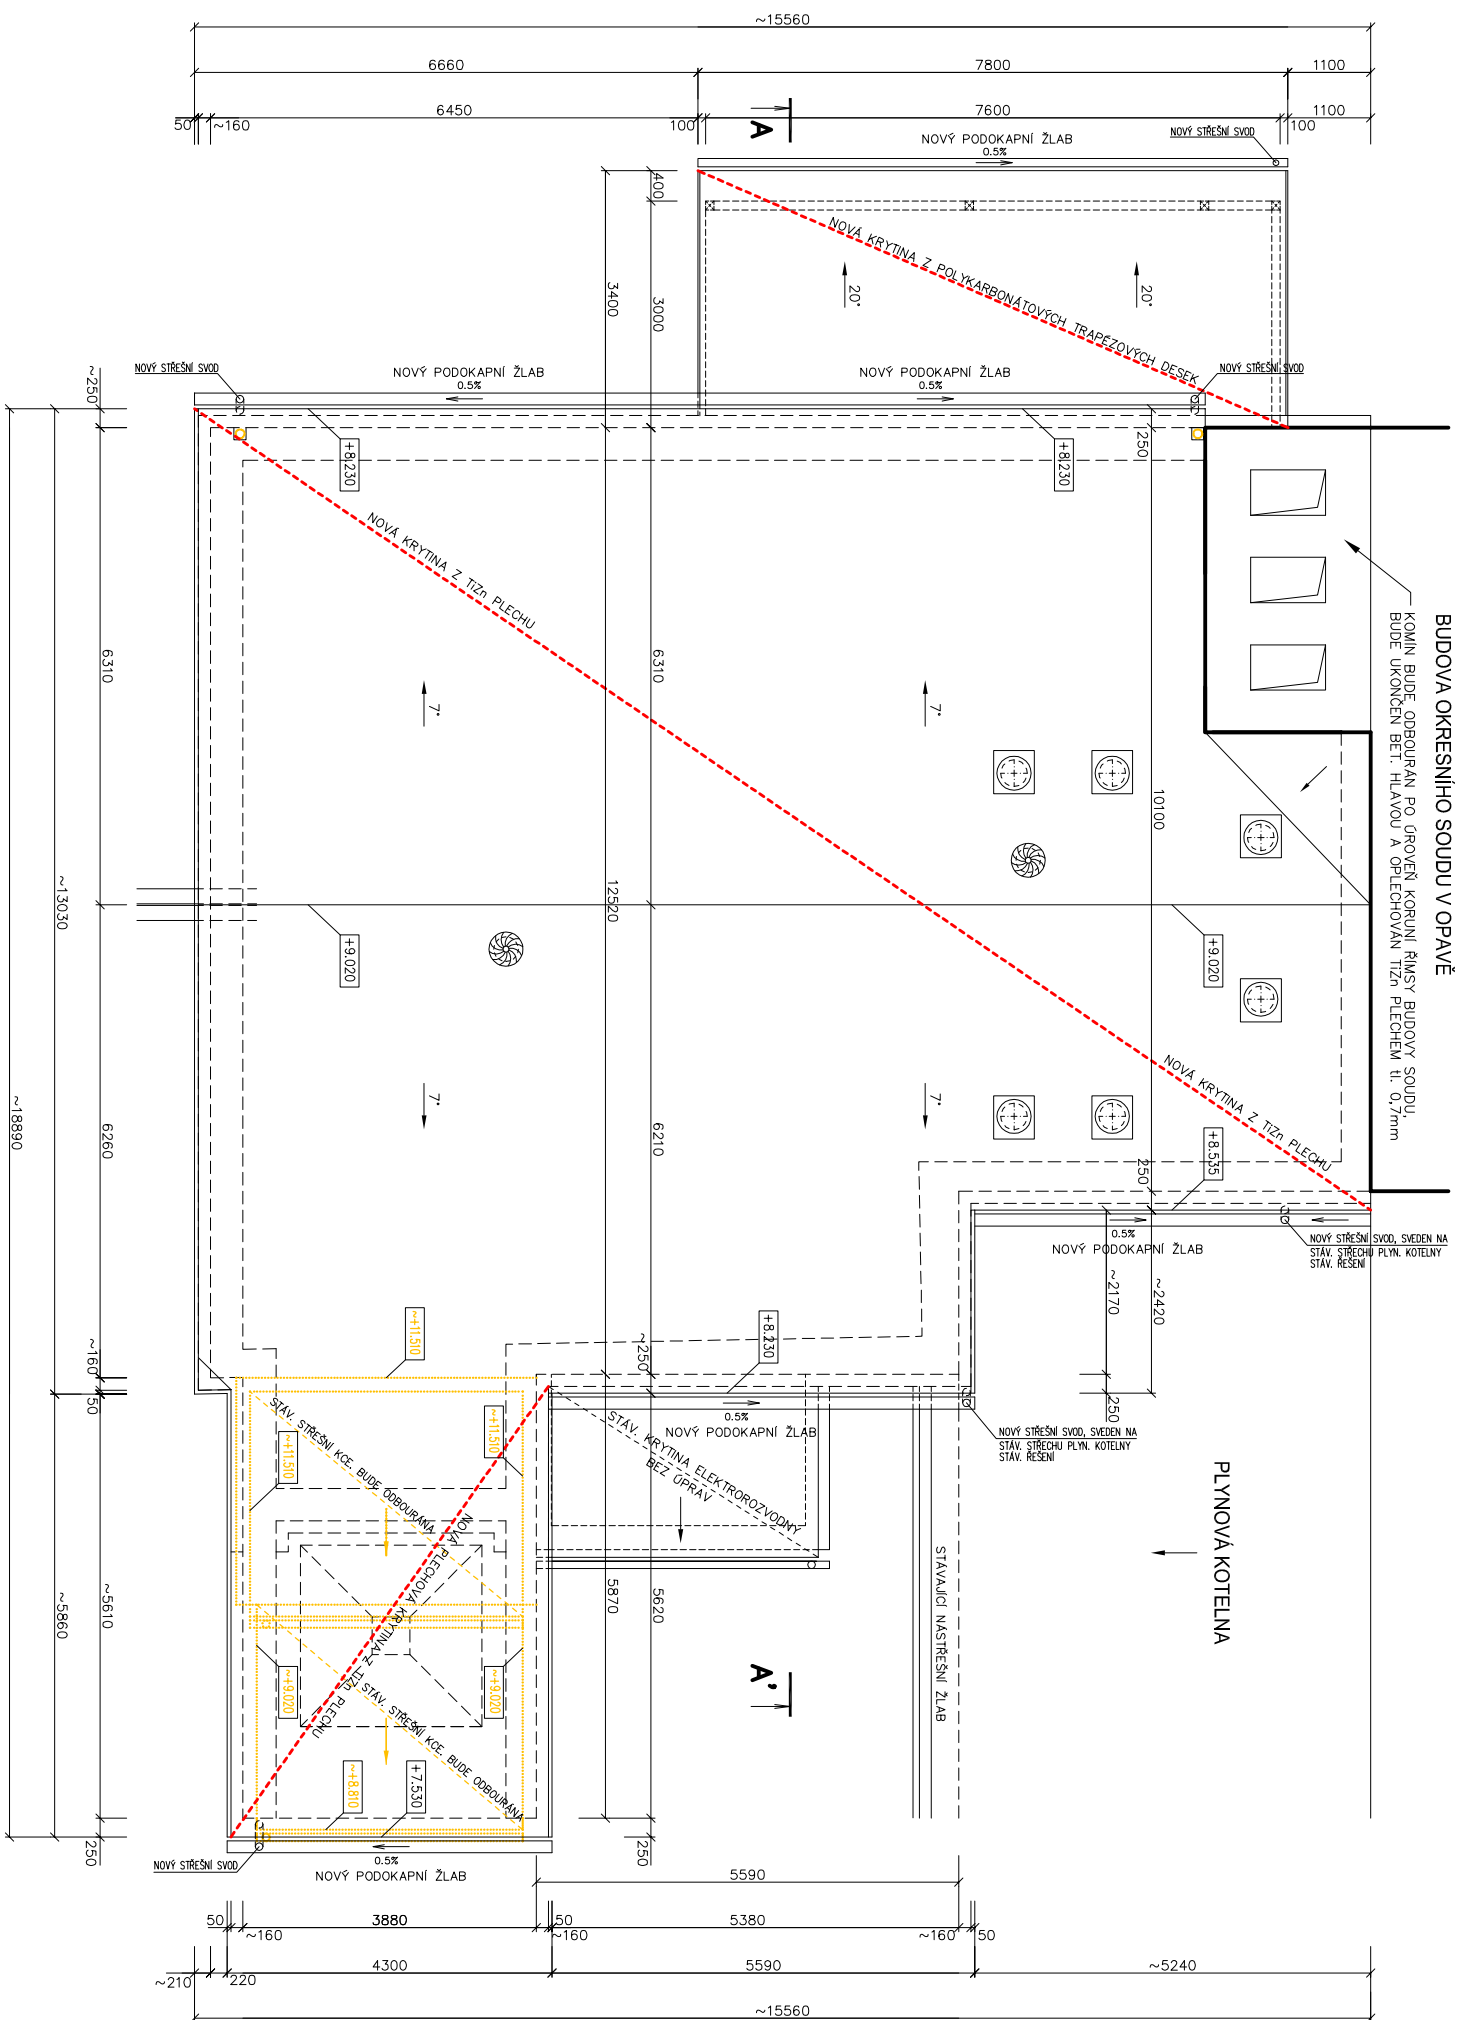 ~15560
6660
7800
1100
6450
7600
1100
50
~160
100
100
A
NOVÝ PODOKAPNÍ ŽLAB
0.5%
NOVÝ STŘEŠNÍ SVOD
400
3000
3400
NOVÁ KRYTINA Z POLYKARBONÁTOVÝCH TRAPÉZOVÝCH DESEK
20°
20°
NOVÝ STŘEŠNÍ SVOD
NOVÝ PODOKAPNÍ ŽLAB
0.5%
NOVÝ PODOKAPNÍ ŽLAB
0.5%
NOVÝ STŘEŠNÍ SVOD
~250
250
+8.230
+8.230
BUDOVA OKRESNÍHO SOUDU V OPAVĚ
KOMÍN BUDE ODBOURÁN PO ÚROVEŇ KORUNÍ ŘÍMSY BUDOVY SOUDU,
BUDE UKONČEN BET. HLAVOU A OPLECHOVÁN TiZn PLECHEM tl. 0,7mm
NOVÁ KRYTINA Z TiZn PLECHU
6310
6310
7°
7°
10100
12520
~13030
~18890
+9.020
+9.020
7°
7°
6260
6210
NOVÁ KRYTINA Z TiZn PLECHU
250
+8.535
0.5%
NOVÝ PODOKAPNÍ ŽLAB
NOVÝ STŘEŠNÍ SVOD, SVEDEN NA
STÁV. STŘECHU PLYN. KOTELNY
STÁV. ŘEŠENÍ
~2170
~2420
~+11.510
+8.230
~250
~160
50
250
0.5%
NOVÝ PODOKAPNÍ ŽLAB
NOVÝ STŘEŠNÍ SVOD, SVEDEN NA
STÁV. STŘECHU PLYN. KOTELNY
STÁV. ŘEŠENÍ
~+11.510
~+11.510
STÁV. STŘEŠNÍ KCE. BUDE ODBOURÁNA
STÁV. KRYTINA ELEKTROROZVODNY
BEZ ÚPRAV
PLYNOVÁ KOTELNA
STÁVAJÍCÍ NÁSTŘEŠNÍ ŽLAB
NOVÁ PLECHOVÁ KRYTINA Z TiZn PLECHU
~5610
~5860
5870
5620
~+9.020
~+9.020
A'
STÁV. STŘEŠNÍ KCE. BUDE ODBOURÁNA
~+8.810
+7.530
250
250
NOVÝ STŘEŠNÍ SVOD
0.5%
NOVÝ PODOKAPNÍ ŽLAB
5590
50
3880
50
5380
~160
~160
~160
50
~210
220
4300
5590
~5240
~15560